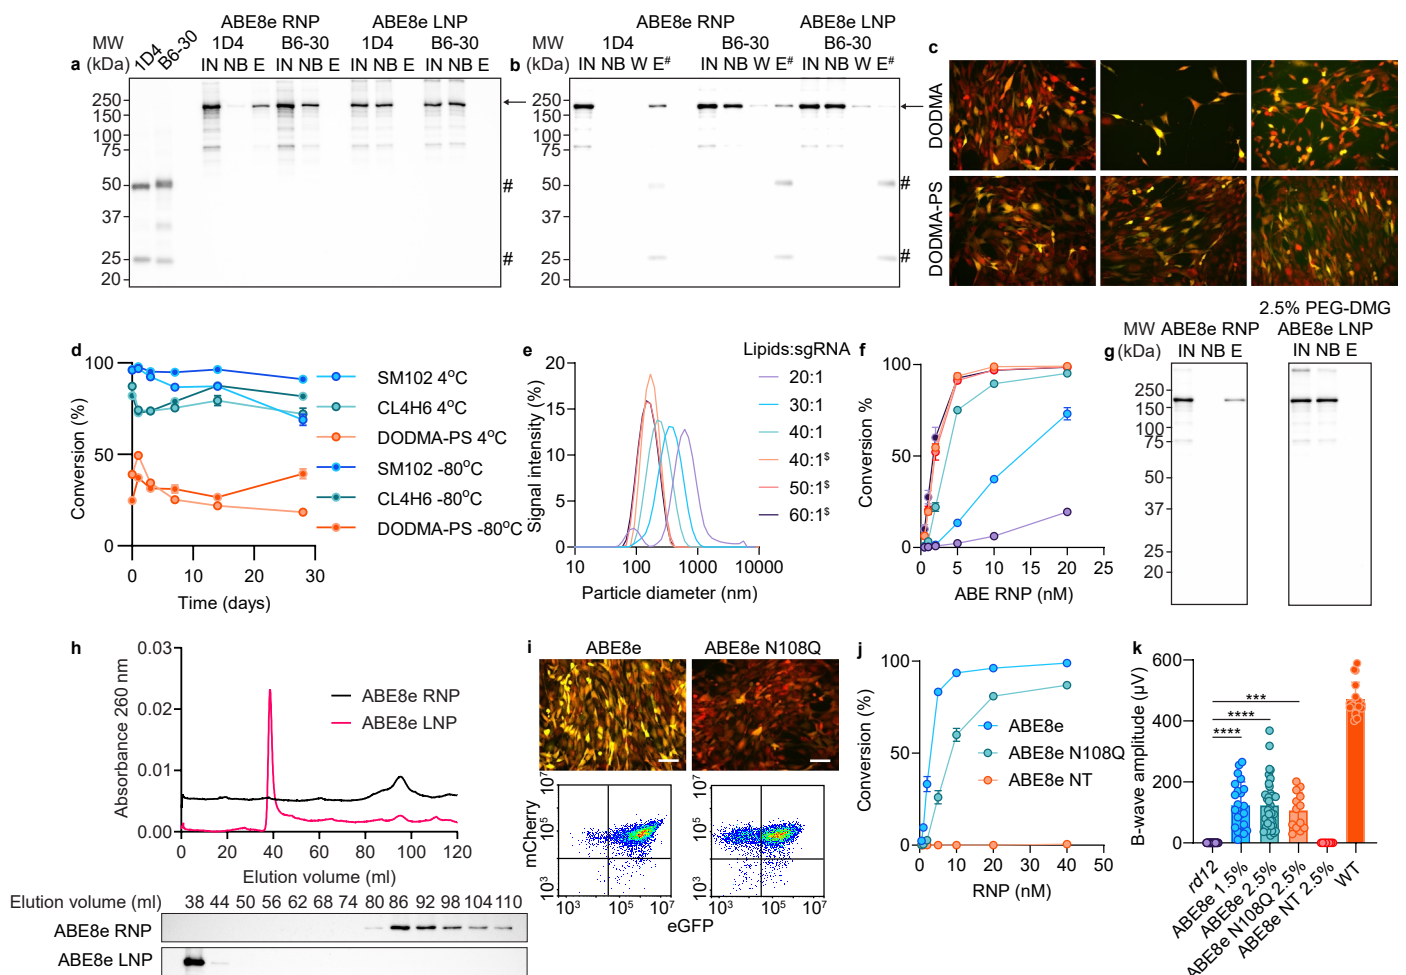 a
MW
(kDa)
1D4
B6-30
ABE8e RNP
ABE8e LNP
1D4
B6-30
1D4
B6-30
IN NB E
IN NB E
IN NB E
IN NB E
250
150
100
75
50
37
25
20
#
#
b
MW
(kDa)
ABE8e RNP
ABE8e LNP
1D4
B6-30
B6-30
IN NB W E#
IN NB W E#
IN NB W E#
250
150
100
75
50
37
25
20
#
#
c
DODMA
DODMA-PS
d
Conversion (%)
100
50
0
0
10
20
30
Time (days)
SM102 4°C
CL4H6 4°C
DODMA-PS 4°C
SM102 -80°C
CL4H6 -80°C
DODMA-PS -80°C
e
Signal intensity (%)
20
15
10
5
0
10
100
1000
10000
Particle diameter (nm)
Lipids:sgRNA
20:1
30:1
40:1
40:1$
50:1$
60:1$
f
Conversion %
100
50
0
0
5
10
15
20
25
ABE RNP (nM)
g
MW
(kDa)
ABE8e RNP
IN NB E
2.5% PEG-DMG
ABE8e LNP
IN NB E
250
150
100
75
50
37
25
20
h
Absorbance 260 nm
0.03
0.02
0.01
0.00
0
20
40
60
80
100
120
Elution volume (ml)
ABE8e RNP
ABE8e LNP
Elution volume (ml) 38 44 50 56 62 68 74 80 86 92 98 104 110
ABE8e RNP
ABE8e LNP
i
ABE8e
ABE8e N108Q
mCherry
10⁷
10⁵
10³
10³
10⁵
10⁷
10⁷
10⁵
10³
10³
10⁵
10⁷
eGFP
j
Conversion (%)
100
50
0
0
10
20
30
40
50
RNP (nM)
ABE8e
ABE8e N108Q
ABE8e NT
k
B-wave amplitude (µV)
600
400
200
0
***
****
****
rd12
ABE8e 1.5%
ABE8e 2.5%
ABE8e N108Q 2.5%
ABE8e NT 2.5%
WT